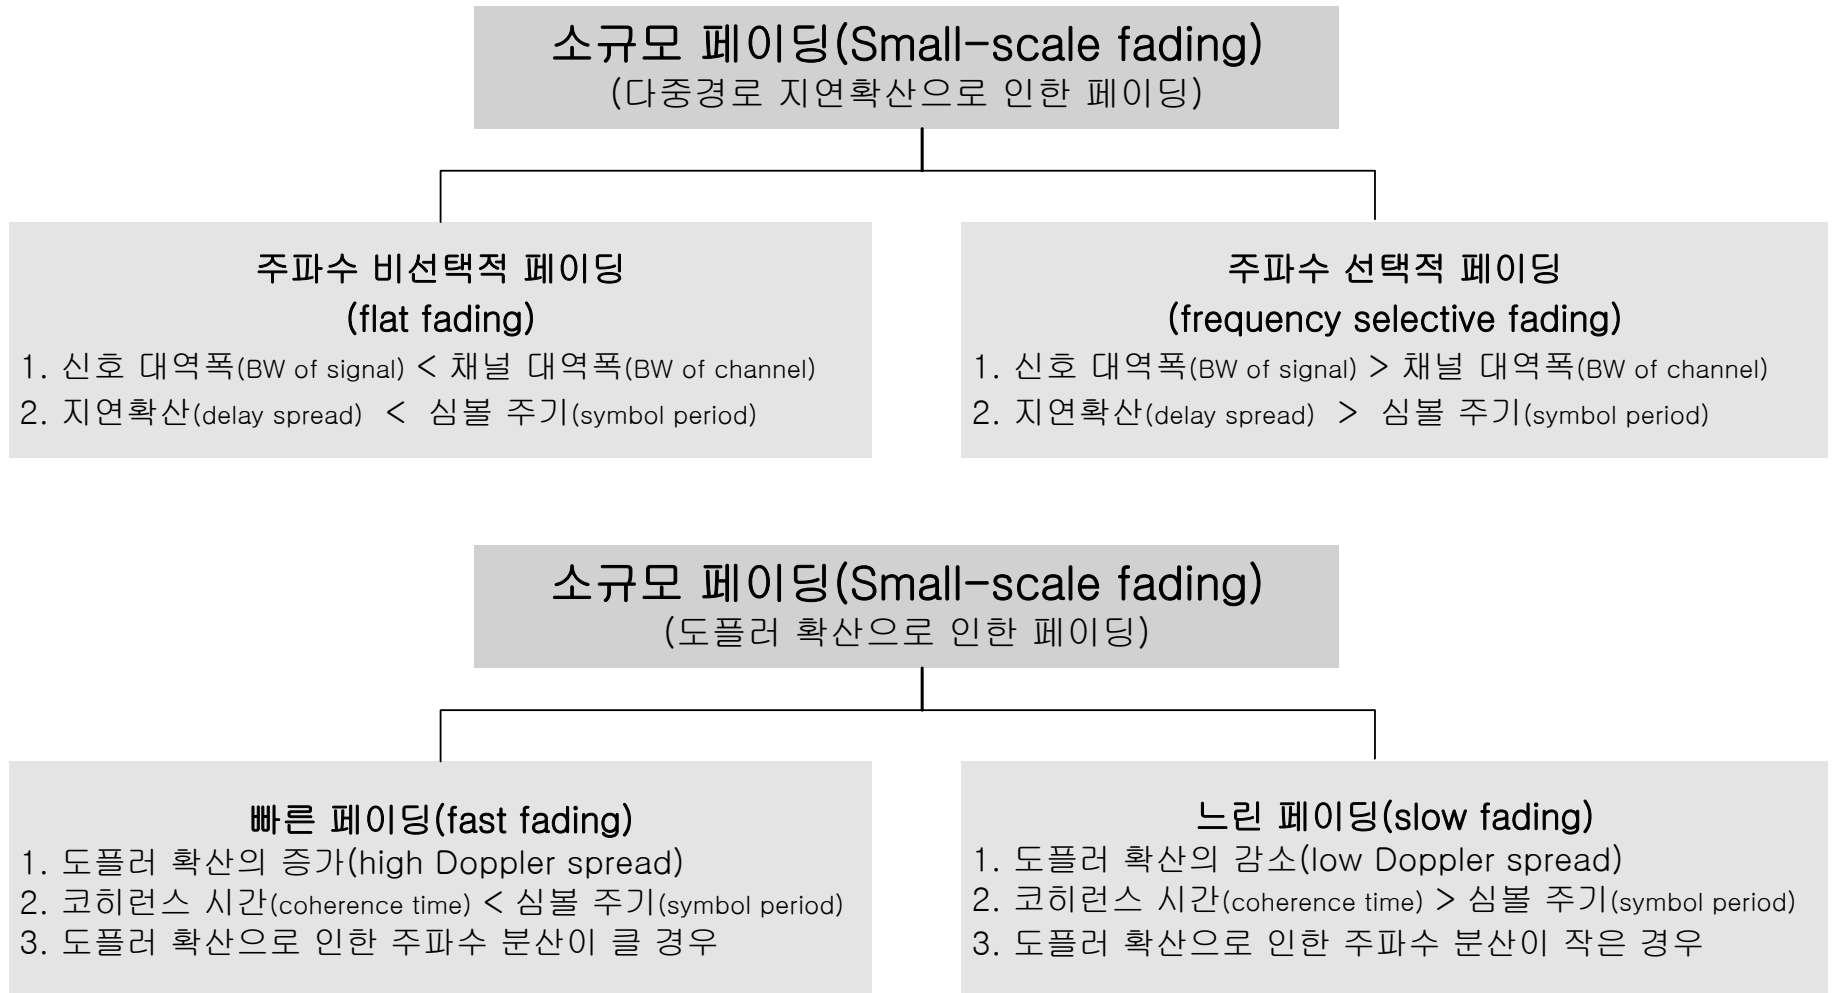 소규모 페이딩(Small-scale fading)
(다중경로 지연확산으로 인한 페이딩)
주파수 비선택적 페이딩
(flat fading)
1. 신호 대역폭(BW of signal) < 채널 대역폭(BW of channel)
2. 지연확산(delay spread) < 심볼 주기(symbol period)
주파수 선택적 페이딩
(frequency selective fading)
1. 신호 대역폭(BW of signal) > 채널 대역폭(BW of channel)
2. 지연확산(delay spread) > 심볼 주기(symbol period)
소규모 페이딩(Small-scale fading)
(도플러 확산으로 인한 페이딩)
빠른 페이딩(fast fading)
1. 도플러 확산의 증가(high Doppler spread)
2. 코히런스 시간(coherence time) < 심볼 주기(symbol period)
3. 도플러 확산으로 인한 주파수 분산이 클 경우
느린 페이딩(slow fading)
1. 도플러 확산의 감소(low Doppler spread)
2. 코히런스 시간(coherence time) > 심볼 주기(symbol period)
3. 도플러 확산으로 인한 주파수 분산이 작은 경우